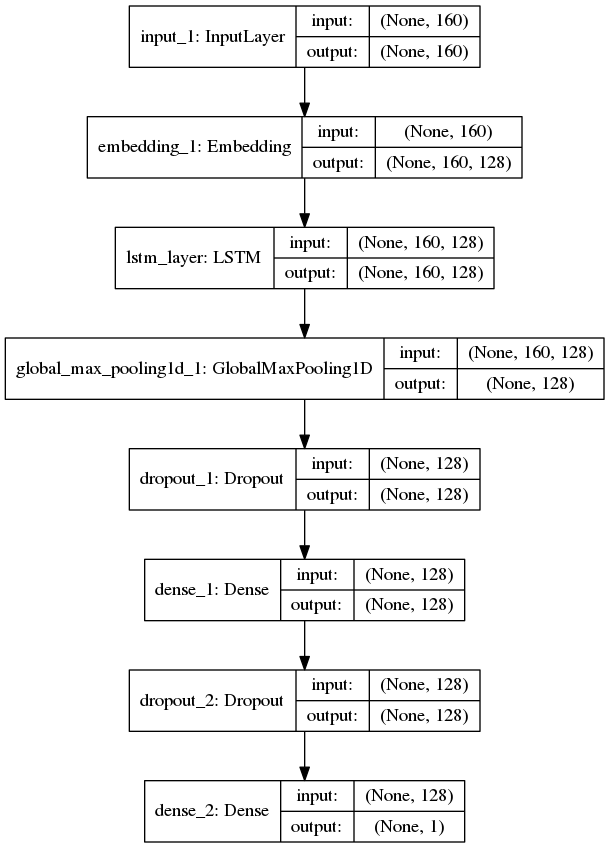 input_1: InputLayer
input: (None, 160)
output: (None, 160)
embedding_1: Embedding
input: (None, 160)
output: (None, 160, 128)
lstm_layer: LSTM
input: (None, 160, 128)
output: (None, 160, 128)
global_max_pooling1d_1: GlobalMaxPooling1D
input: (None, 160, 128)
output: (None, 128)
dropout_1: Dropout
input: (None, 128)
output: (None, 128)
dense_1: Dense
input: (None, 128)
output: (None, 128)
dropout_2: Dropout
input: (None, 128)
output: (None, 128)
dense_2: Dense
input: (None, 128)
output: (None, 1)